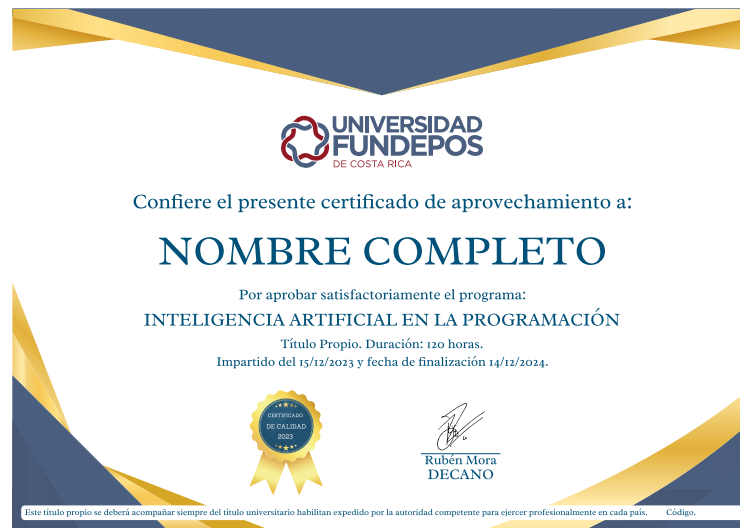 UNIVERSIDAD
FUNDEPOS
DE COSTA RICA
Confiere el presente certificado de aprovechamiento a:
NOMBRE COMPLETO
Por aprobar satisfactoriamente el programa:
INTELIGENCIA ARTIFICIAL EN LA PROGRAMACIÓN
Título Propio. Duración: 120 horas.
Impartido del 15/12/2023 y fecha de finalización 14/12/2024.
CERTIFICADO
DE CALIDAD
2023
Rubén Mora
DECANO
Este título propio se deberá acompañar siempre del título universitario habilitan expedido por la autoridad competente para ejercer profesionalmente en cada país. Código.